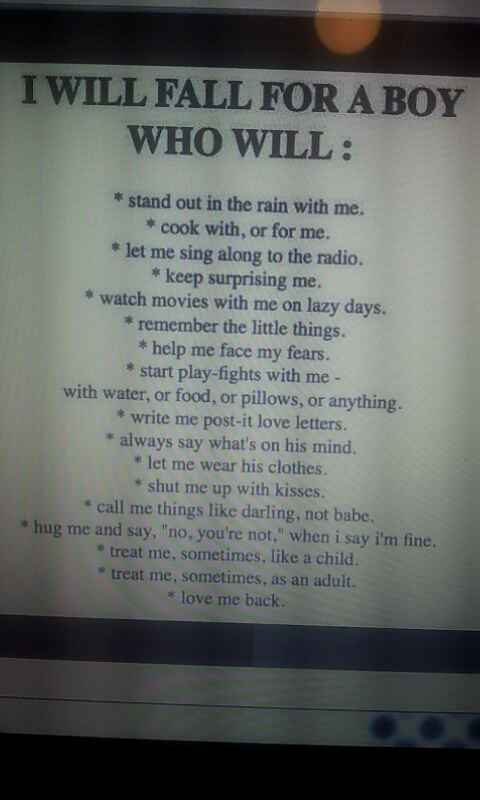 I WILL FALL FOR A BOY
WHO WILL :
* stand out in the rain with me.
* cook with, or for me.
* let me sing along to the radio.
* keep surprising me.
* watch movies with me on lazy days.
* remember the little things.
* help me face my fears.
* start play-fights with me -
with water, or food, or pillows, or anything.
* write me post-it love letters.
* always say what's on his mind.
* let me wear his clothes.
* shut me up with kisses.
* call me things like darling, not babe.
* hug me and say, "no, you're not," when i say i'm fine.
* treat me, sometimes, like a child.
* treat me, sometimes, as an adult.
* love me back.